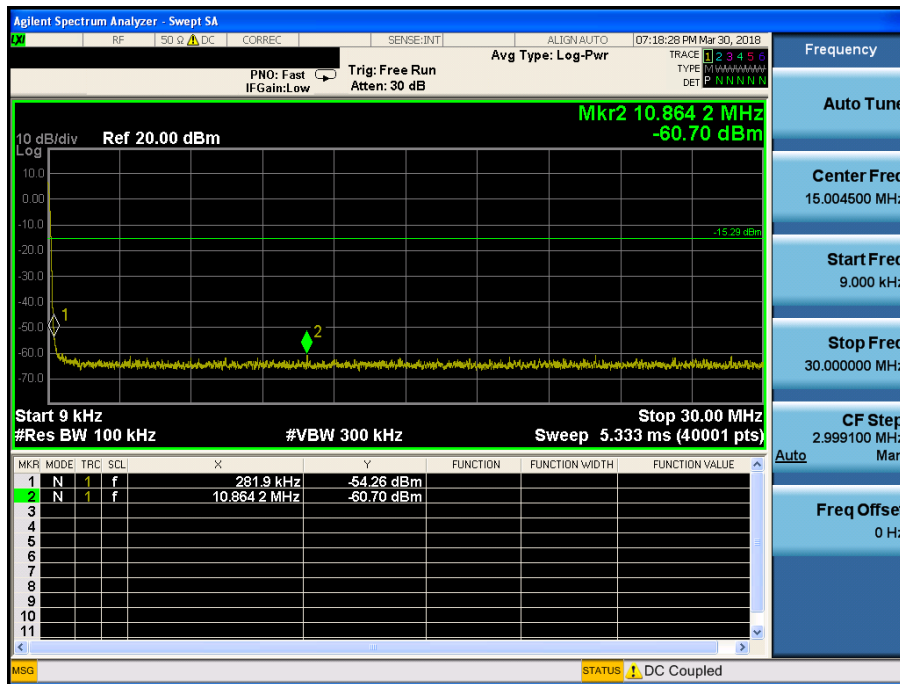 Agilent Spectrum Analyzer - Swept SA
LXI RF 50 Ω DC CORREC SENSE:INT ALIGNAUTO 07:18:28 PM Mar 30, 2018
Avg Type: Log-Pwr
TRACE 1 2 3 4 5 6
PNO: Fast Trig: Free Run
TYPE M WWWWW
IFGain:Low Atten: 30 dB
DET P N N N N N
Mkr2 10.864 2 MHz
10 dB/div Ref 20.00 dBm -60.70 dBm
Log
10.0
0.00
-10.0
-15.29 dBm
-20.0
-30.0
-40.0
1
-50.0
2
-60.0
-70.0
Start 9 kHz Stop 30.00 MHz
#Res BW 100 kHz #VBW 300 kHz Sweep 5.333 ms (40001 pts)
MKR MODE TRC SCL X Y FUNCTION FUNCTION WIDTH FUNCTION VALUE
1 N 1 f 281.9 kHz -54.26 dBm
2 N 1 f 10.864 2 MHz -60.70 dBm
3
4
5
6
7
8
9
10
11
MSG STATUS DC Coupled
Frequency
Auto Tune
Center Freq
15.004500 MHz
Start Freq
9.000 kHz
Stop Freq
30.000000 MHz
CF Step
2.999100 MHz
Auto Man
Freq Offset
0 Hz